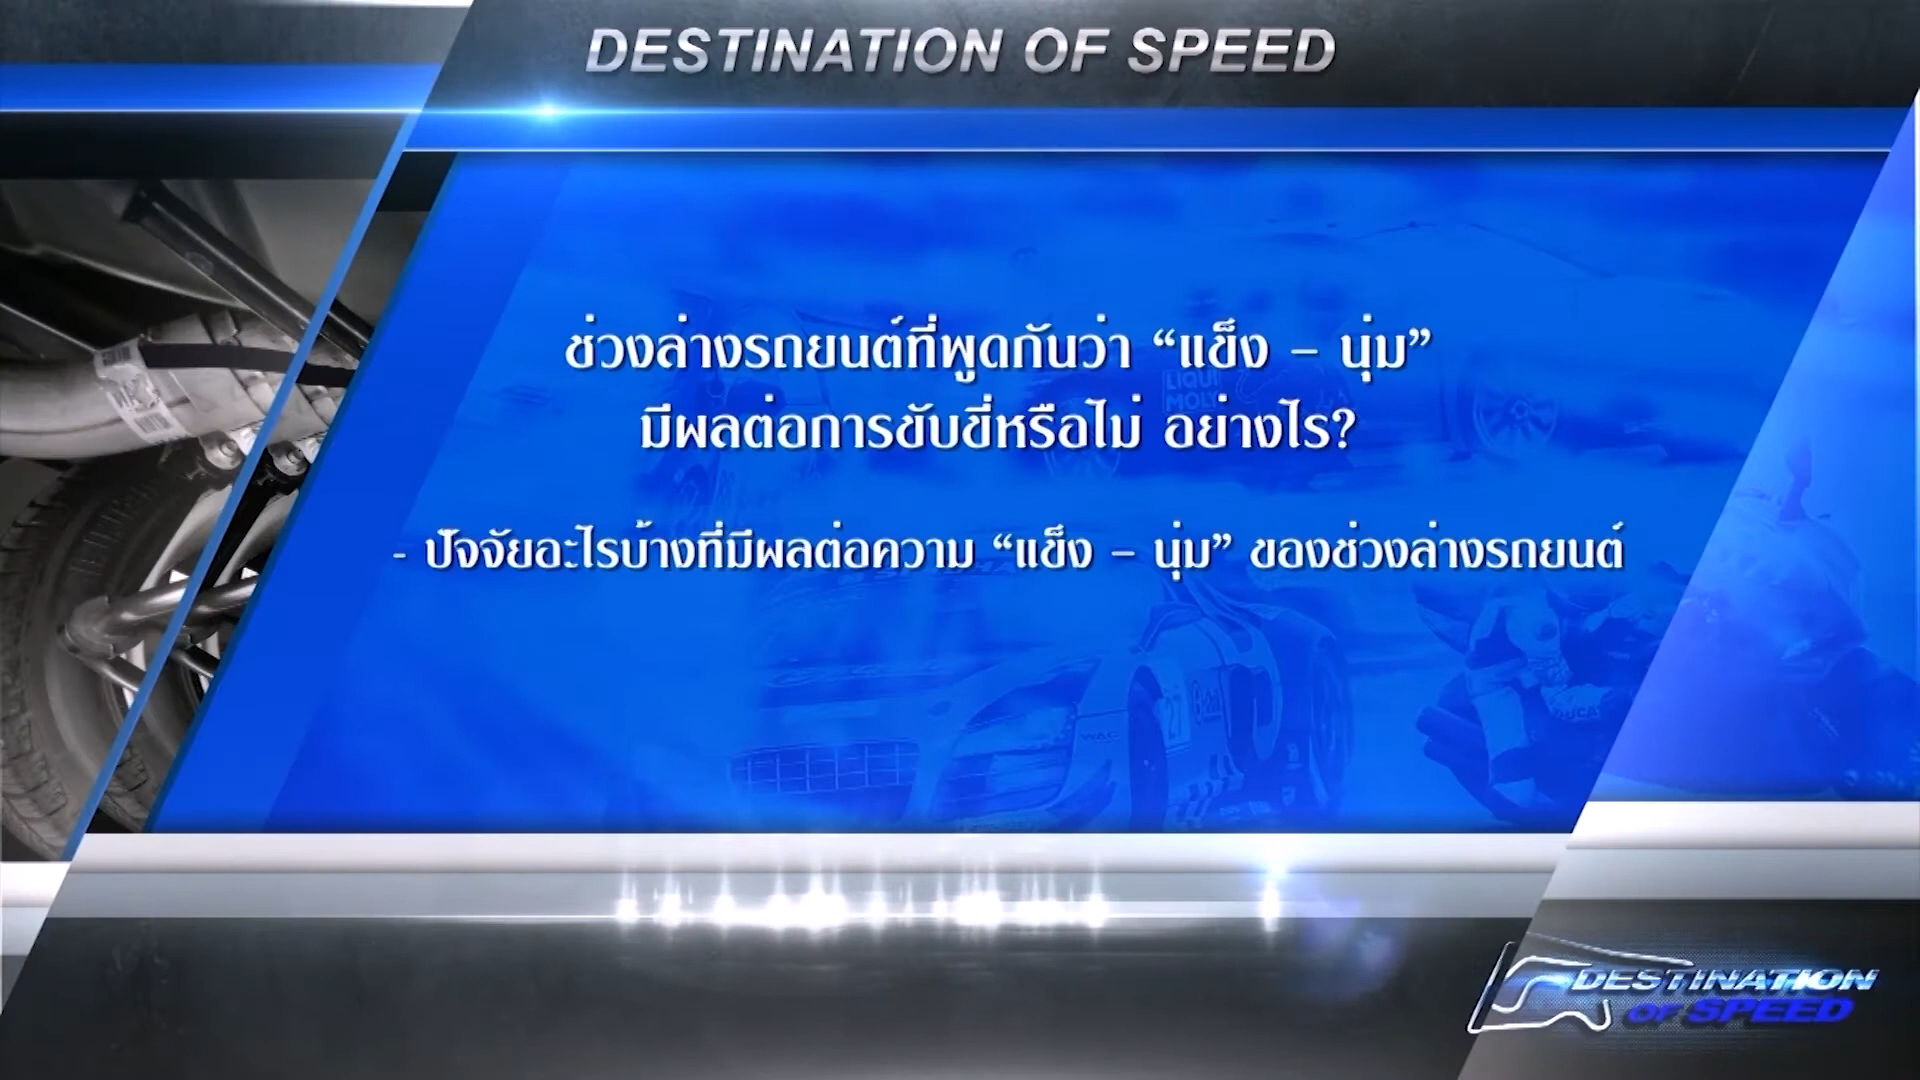 DESTINATION OF SPEED
ช่วงล่างรถยนต์ที่พูดกันว่า “แข็ง – นุ่ม”
LIQUI
MOLY
มีผลต่อการขับขี่หรือไม่ อย่างไร?
- ปัจจัยอะไรบ้างที่มีผลต่อความ “แข็ง – นุ่ม” ของช่วงล่างรถยนต์
27
DESTINATION
OF SPEED